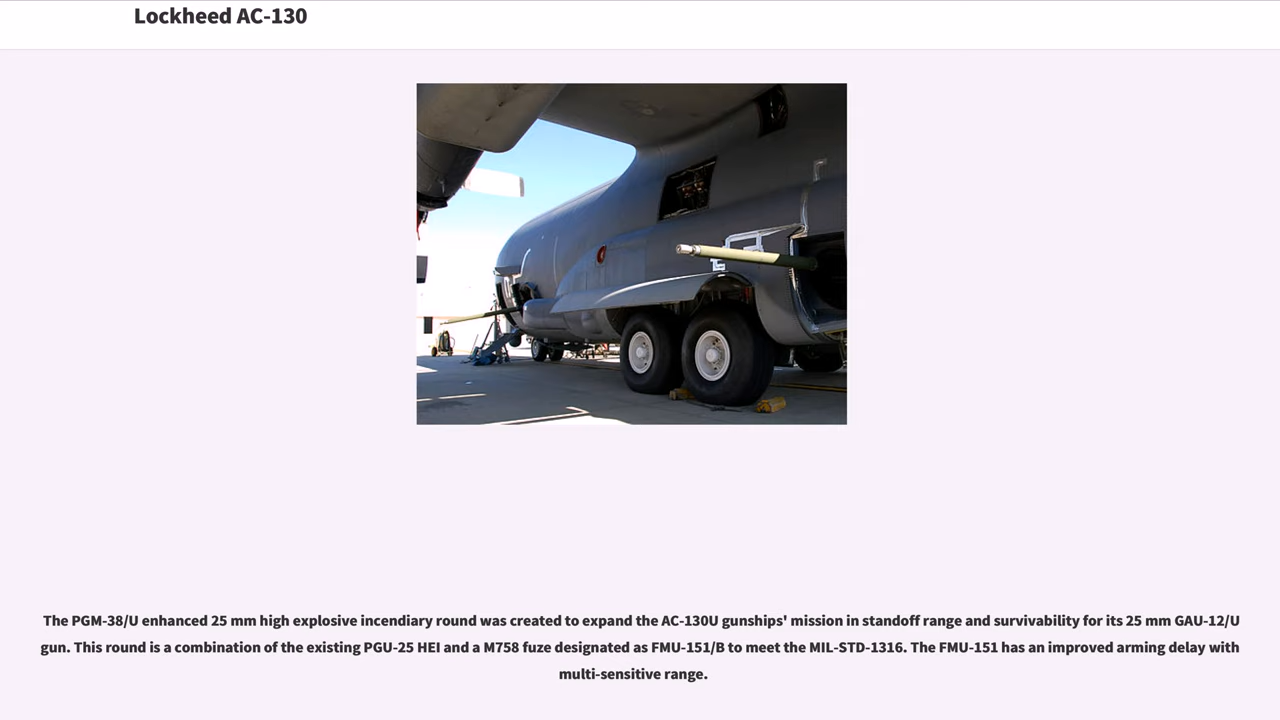 Lockheed AC-130
The PGM-38/U enhanced 25 mm high explosive incendiary round was created to expand the AC-130U gunships' mission in standoff range and survivability for its 25 mm GAU-12/U
gun. This round is a combination of the existing PGU-25 HEI and a M758 fuze designated as FMU-151/B to meet the MIL-STD-1316. The FMU-151 has an improved arming delay with
multi-sensitive range.